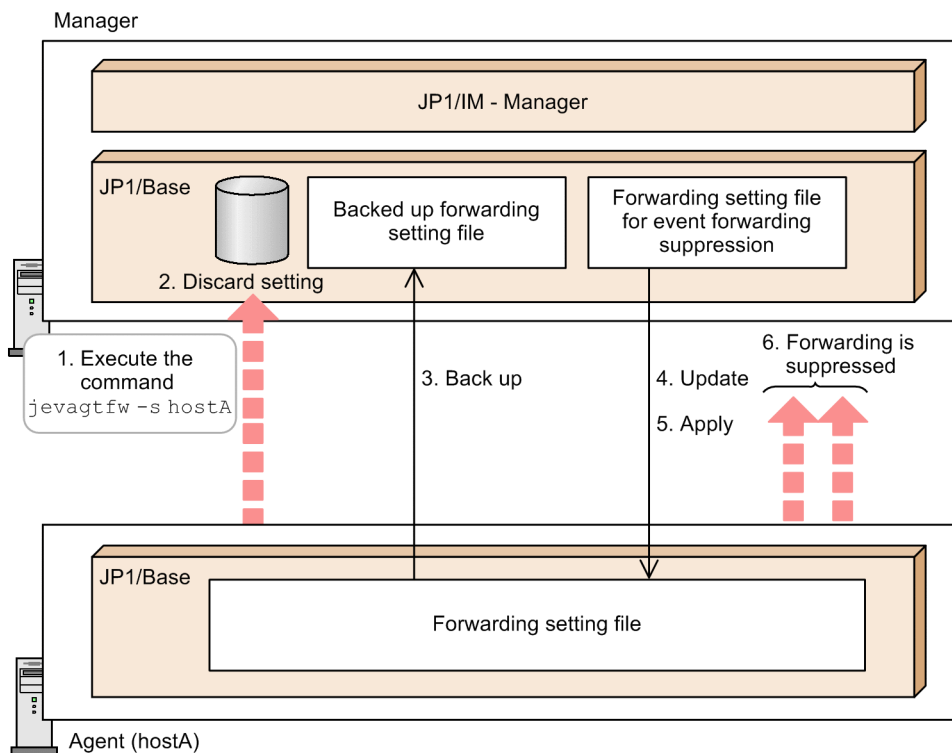 Manager
JP1/IM - Manager
JP1/Base
Backed up forwarding
setting file
Forwarding setting file
for event forwarding
suppression
2. Discard setting
1. Execute the
command
jevagtfw -s hostA
3. Back up
4. Update
5. Apply
6. Forwarding is
suppressed
JP1/Base
Forwarding setting file
Agent (hostA)